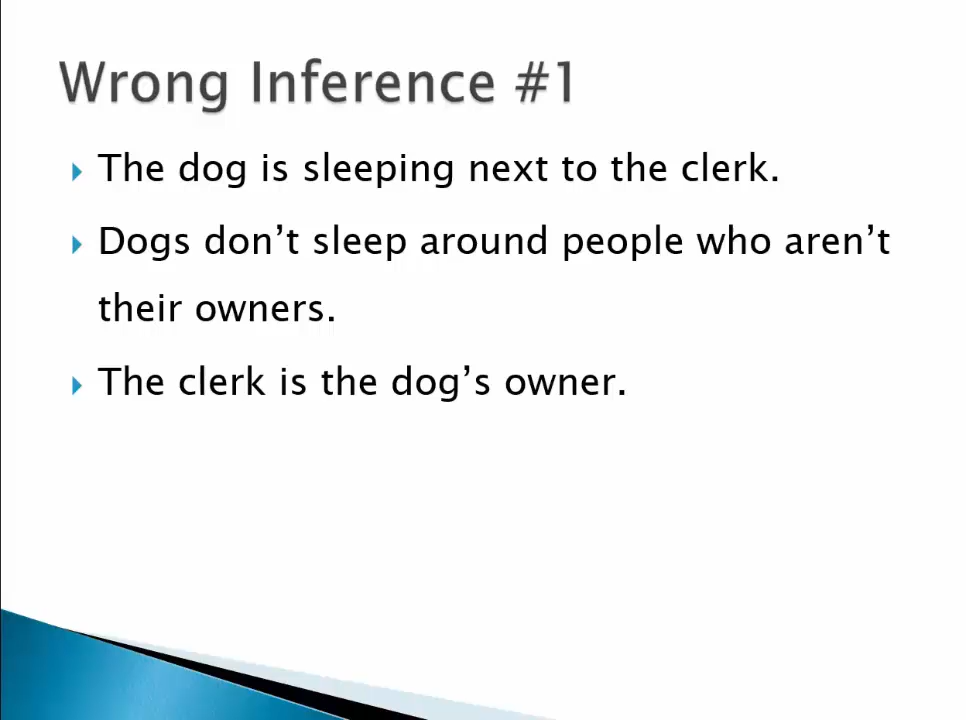 Wrong Inference #1
The dog is sleeping next to the clerk.
Dogs don’t sleep around people who aren’t
their owners.
The clerk is the dog’s owner.